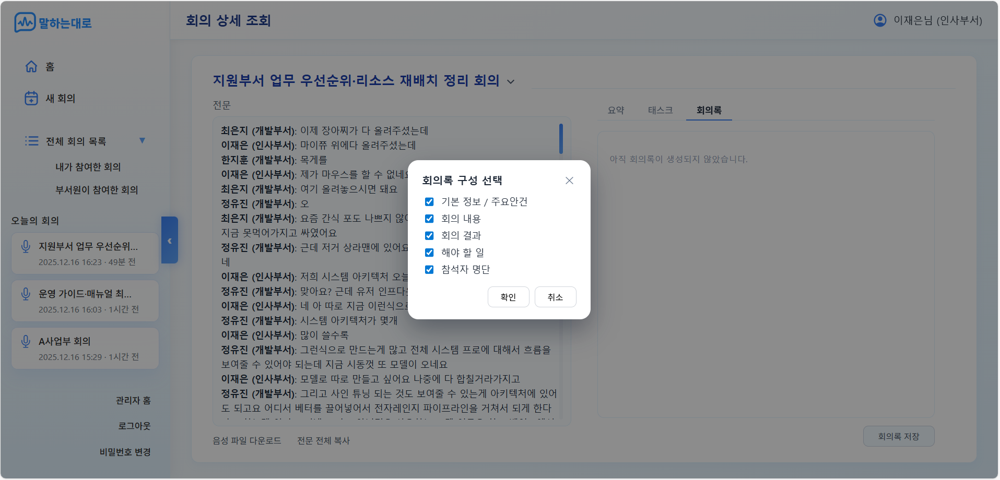 말하는대로
회의 상세 조회
이재은님 (인사부서)
홈
새 회의
전체 회의 목록
내가 참여한 회의
부서원이 참여한 회의
오늘의 회의
지원부서 업무 우선순위...
2025.12.16 16:23 · 49분 전
운영 가이드·매뉴얼 최...
2025.12.16 16:03 · 1시간 전
A사업부 회의
2025.12.16 15:29 · 1시간 전
관리자 홈
로그아웃
비밀번호 변경
지원부서 업무 우선순위·리소스 재배치 정리 회의
전문
최은지 (개발부서): 이제 장아찌가 다 올려주셨는데
이재은 (인사부서): 마이쮸 위에다 올려주셨는데
한지훈 (개발부서): 목게를
이재은 (인사부서): 제가 마우스를 할 수 없네
최은지 (개발부서): 여기 올려놓으시면 돼요
정유진 (개발부서): 오
최은지 (개발부서): 요즘 간식 포도 나쁘지 않
지금 못먹어가지고 싸였어요
정유진 (개발부서): 근데 저거 상라맨에 있어요
네
이재은 (인사부서): 저희 시스템 아키텍쳐 오늘
정유진 (개발부서): 맞아요? 근데 유저 인프다
이재은 (인사부서): 네 아 따로 지금 이런식으로
정유진 (개발부서): 시스템 아키텍처가 몇개
이재은 (인사부서): 많이 쓸수록
정유진 (개발부서): 그런식으로 만드는게 많고 전체 시스템 프로에 대해서 흐름을
보여줄 수 있어야 되는데 지금 시동껏 또 모델이 오네요
이재은 (인사부서): 모델로 따로 만들고 싶어요 나중에 다 합칠거라가지고
정유진 (개발부서): 그리고 사인 튜닝 되는 것도 보여줄 수 있는게 아키텍처에 있어
도 되고요 어디서 베터를 끌어넣어서 전자레인지 파이프라인을 거쳐서 되게 한다
음성 파일 다운로드
전문 전체 복사
요약
태스크
회의록
아직 회의록이 생성되지 않았습니다.
회의록 저장
회의록 구성 선택
기본 정보 / 주요안건
회의 내용
회의 결과
해야 할 일
참석자 명단
확인
취소